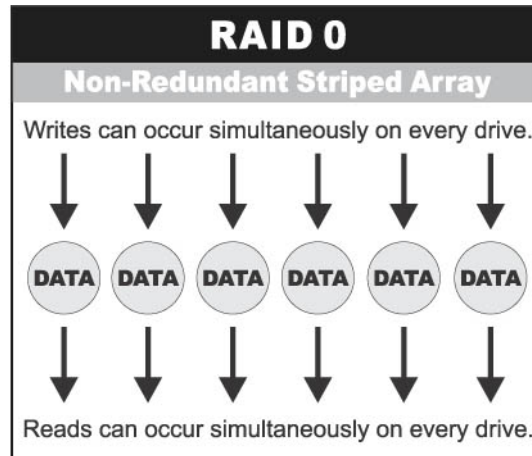 RAID 0
Non-Redundant Striped Array
Writes can occur simultaneously on every drive.
DATA DATA DATA DATA DATA DATA
Reads can occur simultaneously on every drive.